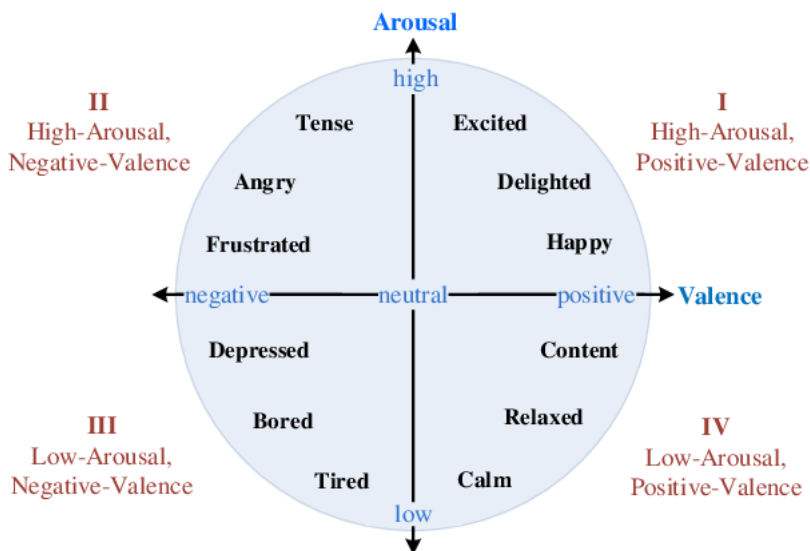 Arousal
high
II
High-Arousal,
Negative-Valence
I
High-Arousal,
Positive-Valence
Tense
Excited
Angry
Delighted
Frustrated
Happy
negative
neutral
positive
Valence
Depressed
Content
Bored
Relaxed
Tired
Calm
III
Low-Arousal,
Negative-Valence
IV
Low-Arousal,
Positive-Valence
low